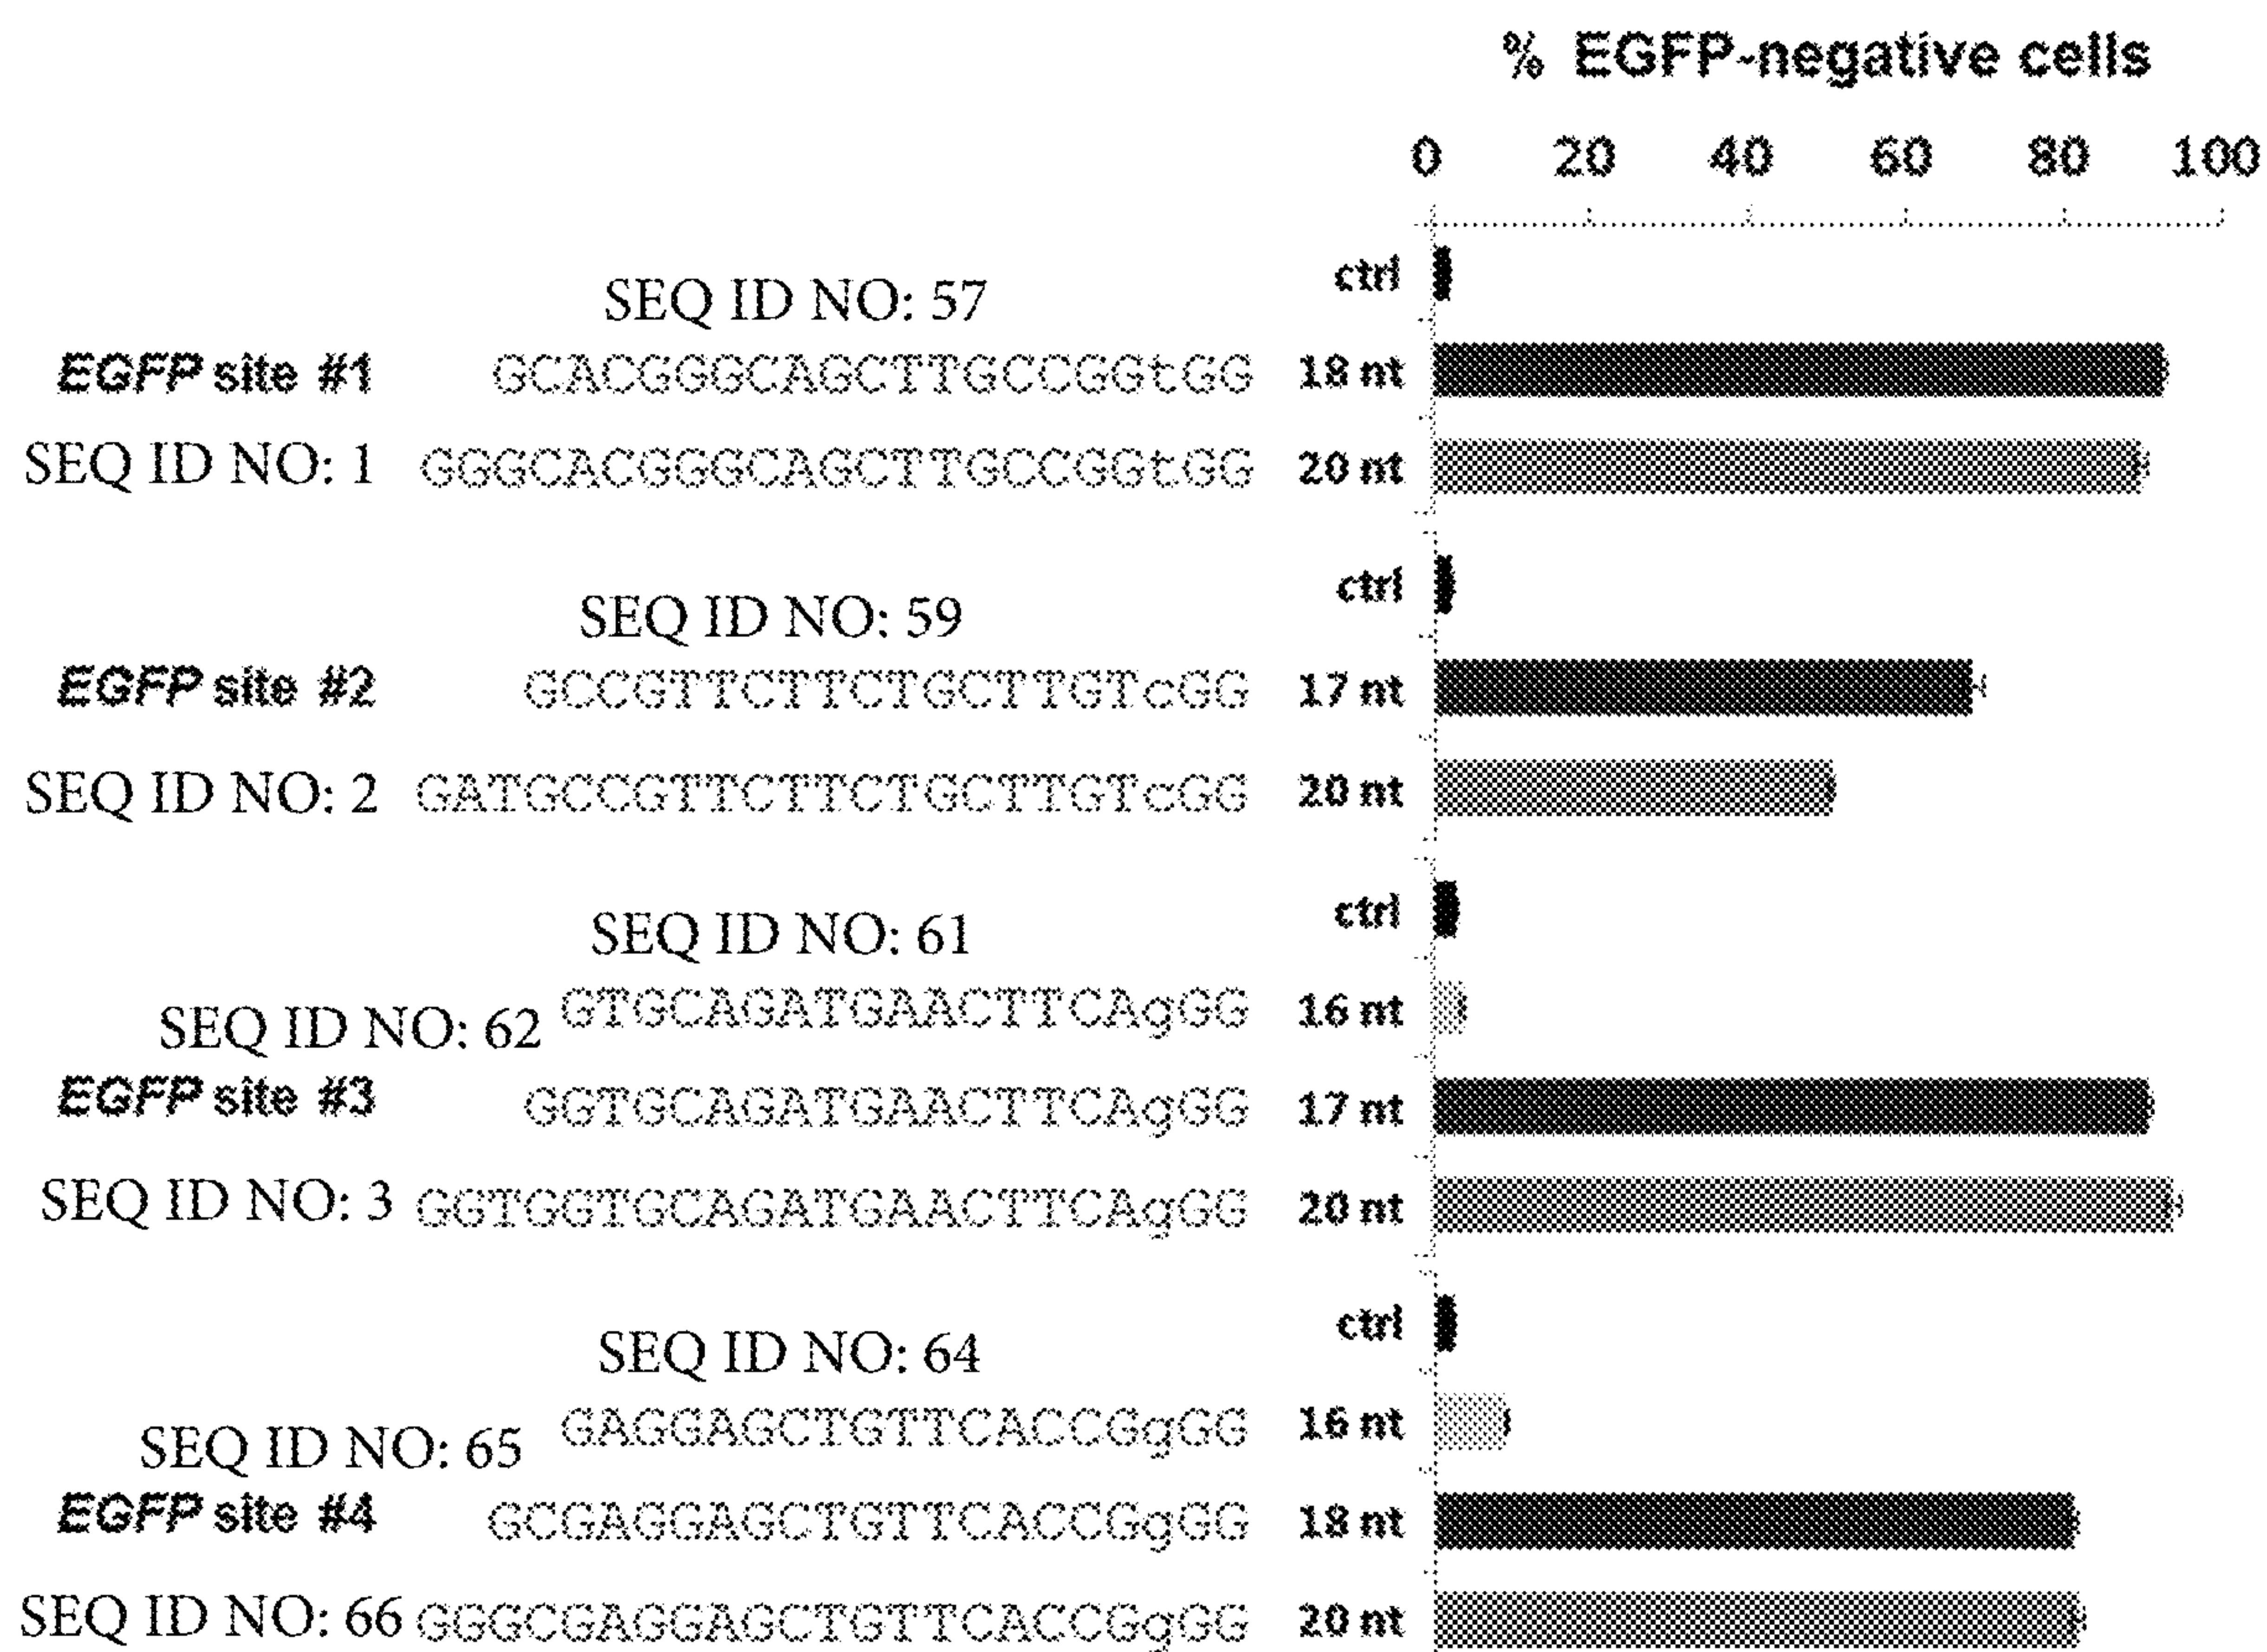 % EGFP-negative cells
0 20 40 60 80 100
ctrl
SEQ ID NO: 57
EGFP site #1 GCACGGGCAGCTTGCCGGtGG 18 nt
SEQ ID NO: 1 GGGCACGGGCAGCTTGCCGGtGG 20 nt
ctrl
SEQ ID NO: 59
EGFP site #2 GCCGTTCTTCTGCTTGTcGG 17 nt
SEQ ID NO: 2 GATGCCGTTCTTCTGCTTGTcGG 20 nt
ctrl
SEQ ID NO: 61
GTGCAGATGAACTTCAgGG 16 nt
SEQ ID NO: 62
EGFP site #3 GGTGCAGATGAACTTCAgGG 17 nt
SEQ ID NO: 3 GGTGGTGCAGATGAACTTCAgGG 20 nt
ctrl
SEQ ID NO: 64
GAGGAGCTGTTCACCGgGG 16 nt
SEQ ID NO: 65
EGFP site #4 GCGAGGAGCTGTTCACCGgGG 18 nt
SEQ ID NO: 66 GGGCGAGGAGCTGTTCACCGgGG 20 nt